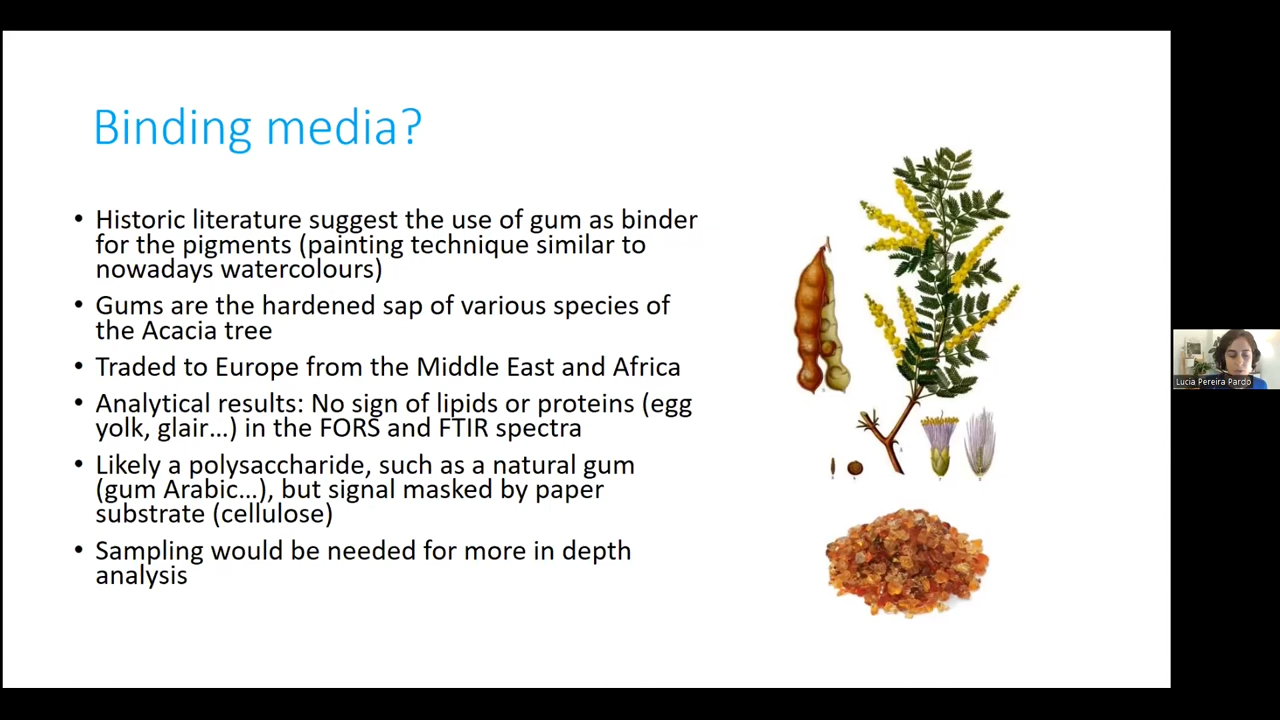 Binding media?
• Historic literature suggest the use of gum as binder
for the pigments (painting technique similar to
nowadays watercolours)
• Gums are the hardened sap of various species of
the Acacia tree
• Traded to Europe from the Middle East and Africa
• Analytical results: No sign of lipids or proteins (egg
yolk, glair…) in the FORS and FTIR spectra
• Likely a polysaccharide, such as a natural gum
(gum Arabic…), but signal masked by paper
substrate (cellulose)
• Sampling would be needed for more in depth
analysis
Lucia Pereira Pardo